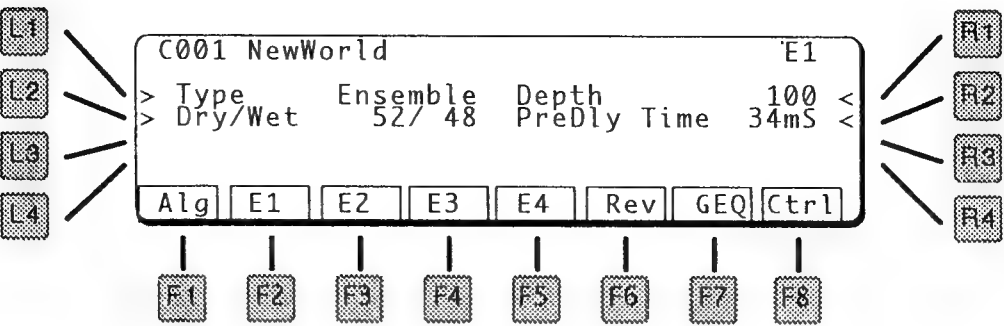 L1
R1
C001 NewWorld E1
L2
R2
> Type Ensemble Depth 100 <
> Dry/Wet 52/ 48 PreDly Time 34mS <
L3
R3
L4
R4
Alg E1 E2 E3 E4 Rev GEQ Ctrl
F1 F2 F3 F4 F5 F6 F7 F8